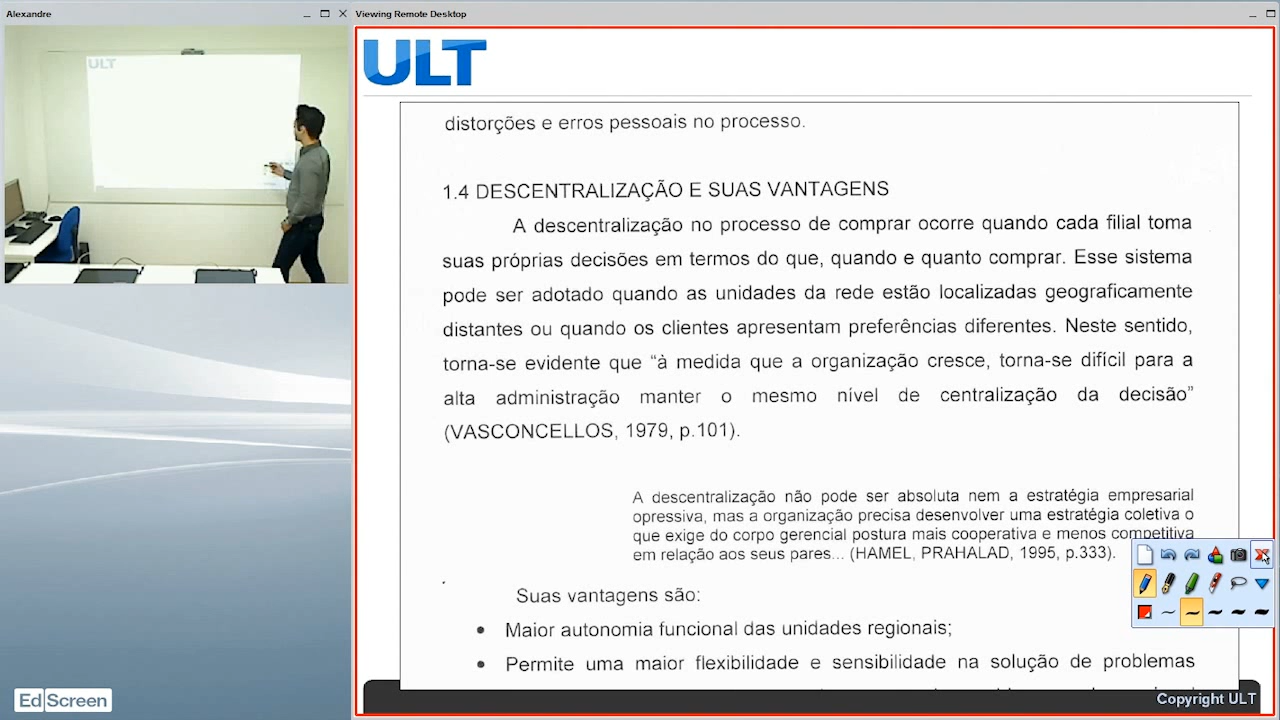 Alexandre
Viewing Remote Desktop
ULT
ULT
distorções e erros pessoais no processo.
1.4 DESCENTRALIZAÇÃO E SUAS VANTAGENS
A descentralização no processo de comprar ocorre quando cada filial toma
suas próprias decisões em termos do que, quando e quanto comprar. Esse sistema
pode ser adotado quando as unidades da rede estão localizadas geograficamente
distantes ou quando os clientes apresentam preferências diferentes. Neste sentido,
torna-se evidente que “à medida que a organização cresce, torna-se difícil para a
alta administração manter o mesmo nível de centralização da decisão”
(VASCONCELLOS, 1979, p.101).
A descentralização não pode ser absoluta nem a estratégia empresarial
opressiva, mas a organização precisa desenvolver uma estratégia coletiva o
que exige do corpo gerencial postura mais cooperativa e menos competitiva
em relação aos seus pares... (HAMEL, PRAHALAD, 1995, p.333).
Suas vantagens são:
• Maior autonomia funcional das unidades regionais;
• Permite uma maior flexibilidade e sensibilidade na solução de problemas
EdScreen
Copyright ULT